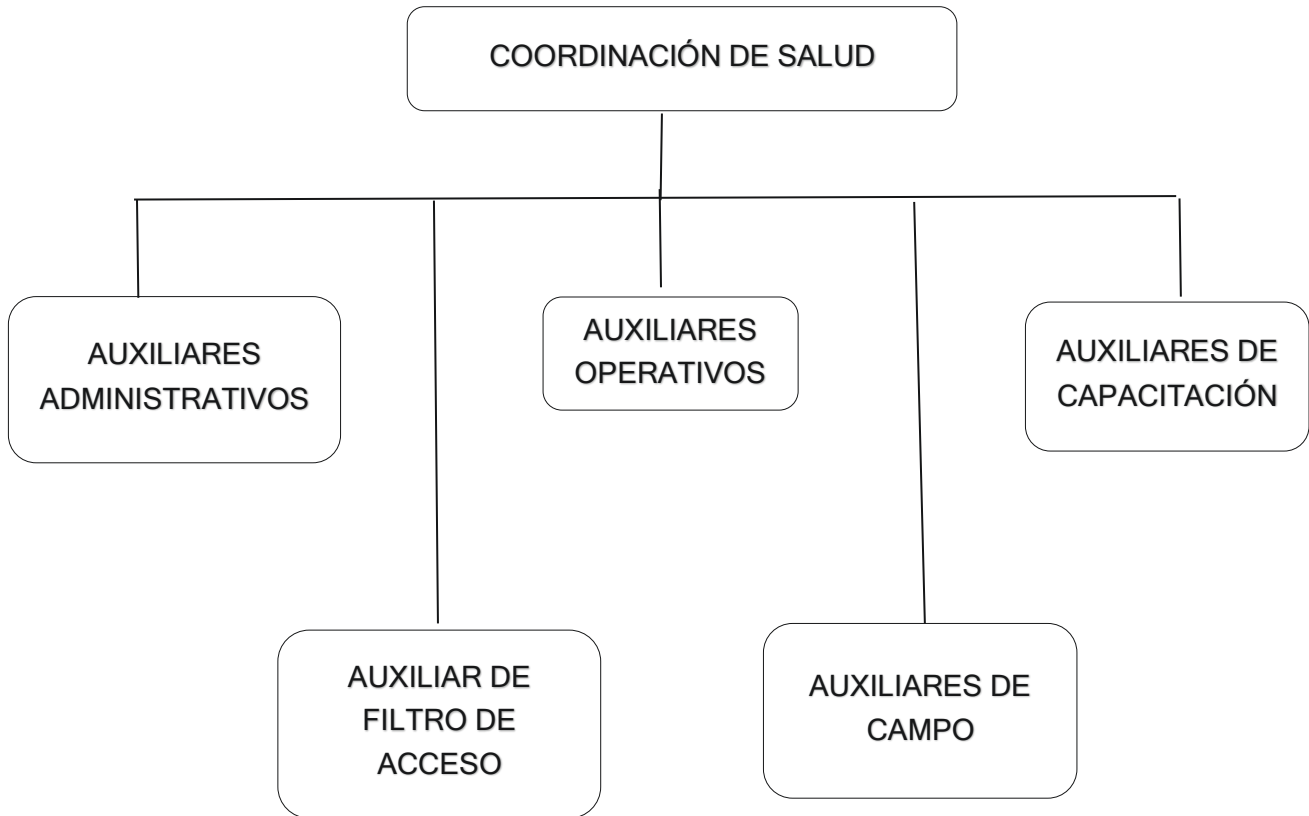 COORDINACIÓN DE SALUD
AUXILIARES
ADMINISTRATIVOS
AUXILIARES
OPERATIVOS
AUXILIARES DE
CAPACITACIÓN
AUXILIAR DE
FILTRO DE
ACCESO
AUXILIARES DE
CAMPO